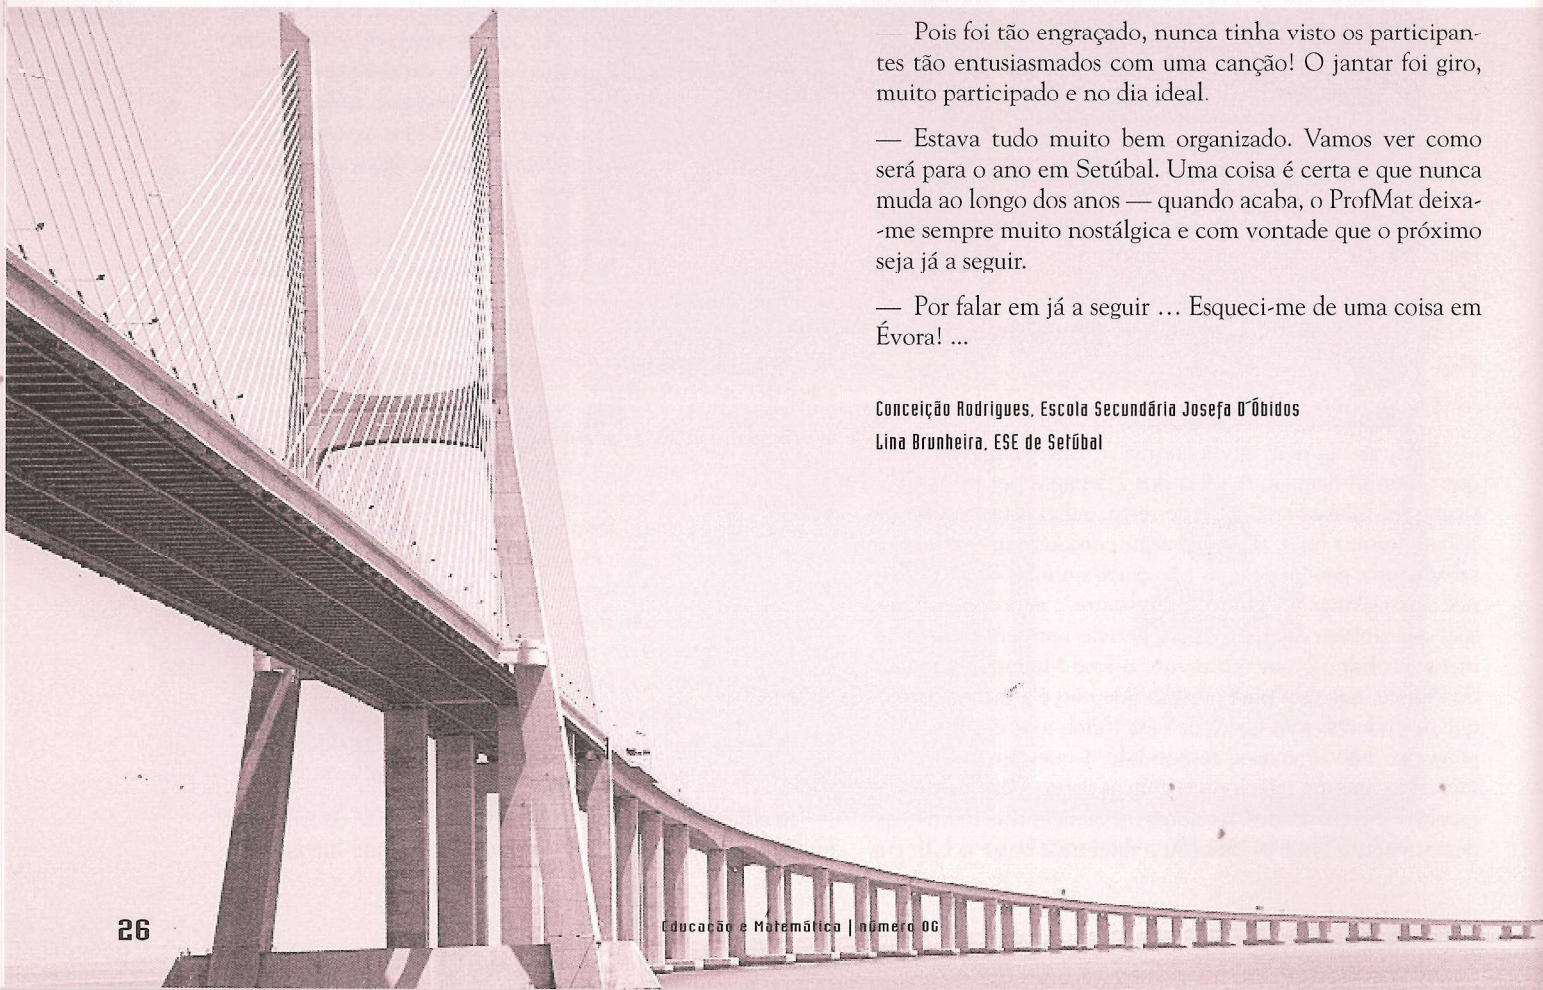 — Pois foi tão engraçado, nunca tinha visto os participan-
tes tão entusiasmados com uma canção! O jantar foi giro,
muito participado e no dia ideal.
— Estava tudo muito bem organizado. Vamos ver como
será para o ano em Setúbal. Uma coisa é certa e que nunca
muda ao longo dos anos — quando acaba, o ProfMat deixa-
-me sempre muito nostálgica e com vontade que o próximo
seja já a seguir.
— Por falar em já a seguir … Esqueci-me de uma coisa em
Évora! ...
Conceição Rodrigues, Escola Secundária Josefa D'Óbidos
Lina Brunheira, ESE de Setúbal
26
Educação e Matemática | número